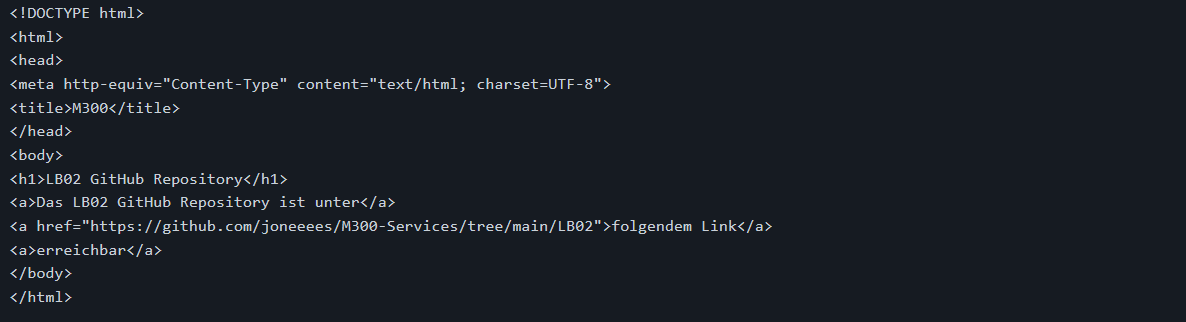 <!DOCTYPE html>
<html>
<head>
<meta http-equiv="Content-Type" content="text/html; charset=UTF-8">
<title>M300</title>
</head>
<body>
<h1>LB02 GitHub Repository</h1>
<a>Das LB02 GitHub Repository ist unter</a>
<a href="https://github.com/joneeees/M300-Services/tree/main/LB02">folgendem Link</a>
<a>erreichbar</a>
</body>
</html>